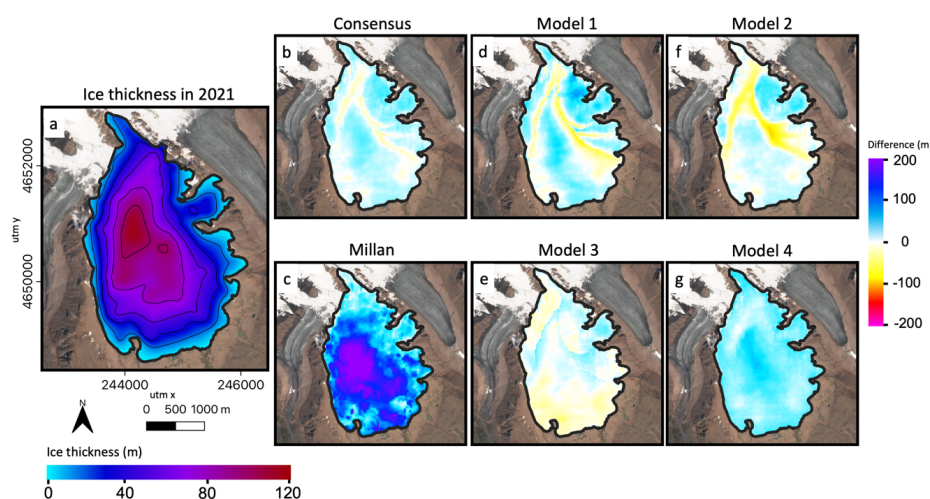 Consensus
Model 1
Model 2
b
d
f
Ice thickness in 2021
a
4652000
utm y
4650000
Difference (m
200
100
0
-100
-200
Millan
Model 3
Model 4
c
e
g
244000
246000
utm x
N
0 500 1000 m
Ice thickness (m)
0 40 80 120